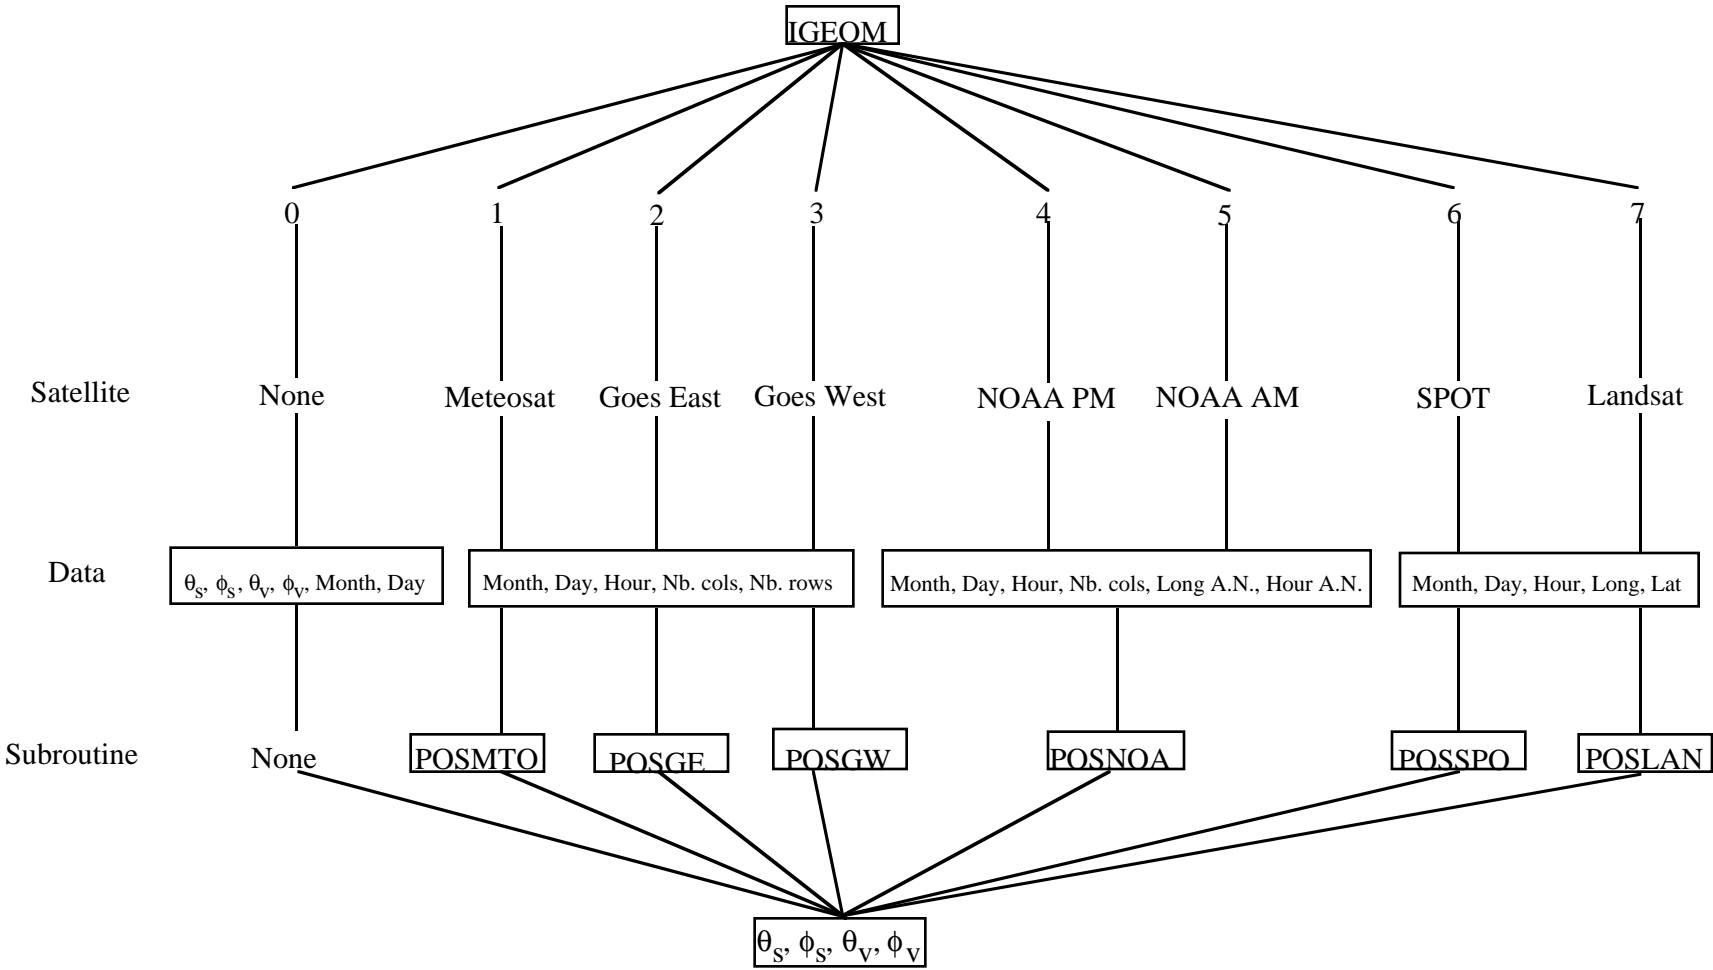 IGEOM
0 1 2 3 4 5 6 7
Satellite None Meteosat Goes East Goes West NOAA PM NOAA AM SPOT Landsat
Data θs, ϕs, θv, ϕv, Month, Day Month, Day, Hour, Nb. cols, Nb. rows Month, Day, Hour, Nb. cols, Long A.N., Hour A.N. Month, Day, Hour, Long, Lat
Subroutine None POSMTO POSGE POSGW POSNOA POSSPO POSLAN
θs, ϕs, θv, ϕv